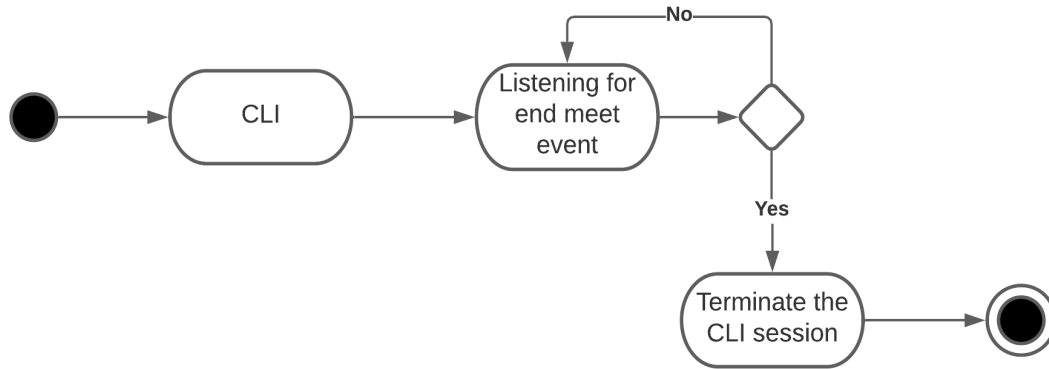 No
CLI
Listening for
end meet
event
Yes
Terminate the
CLI session